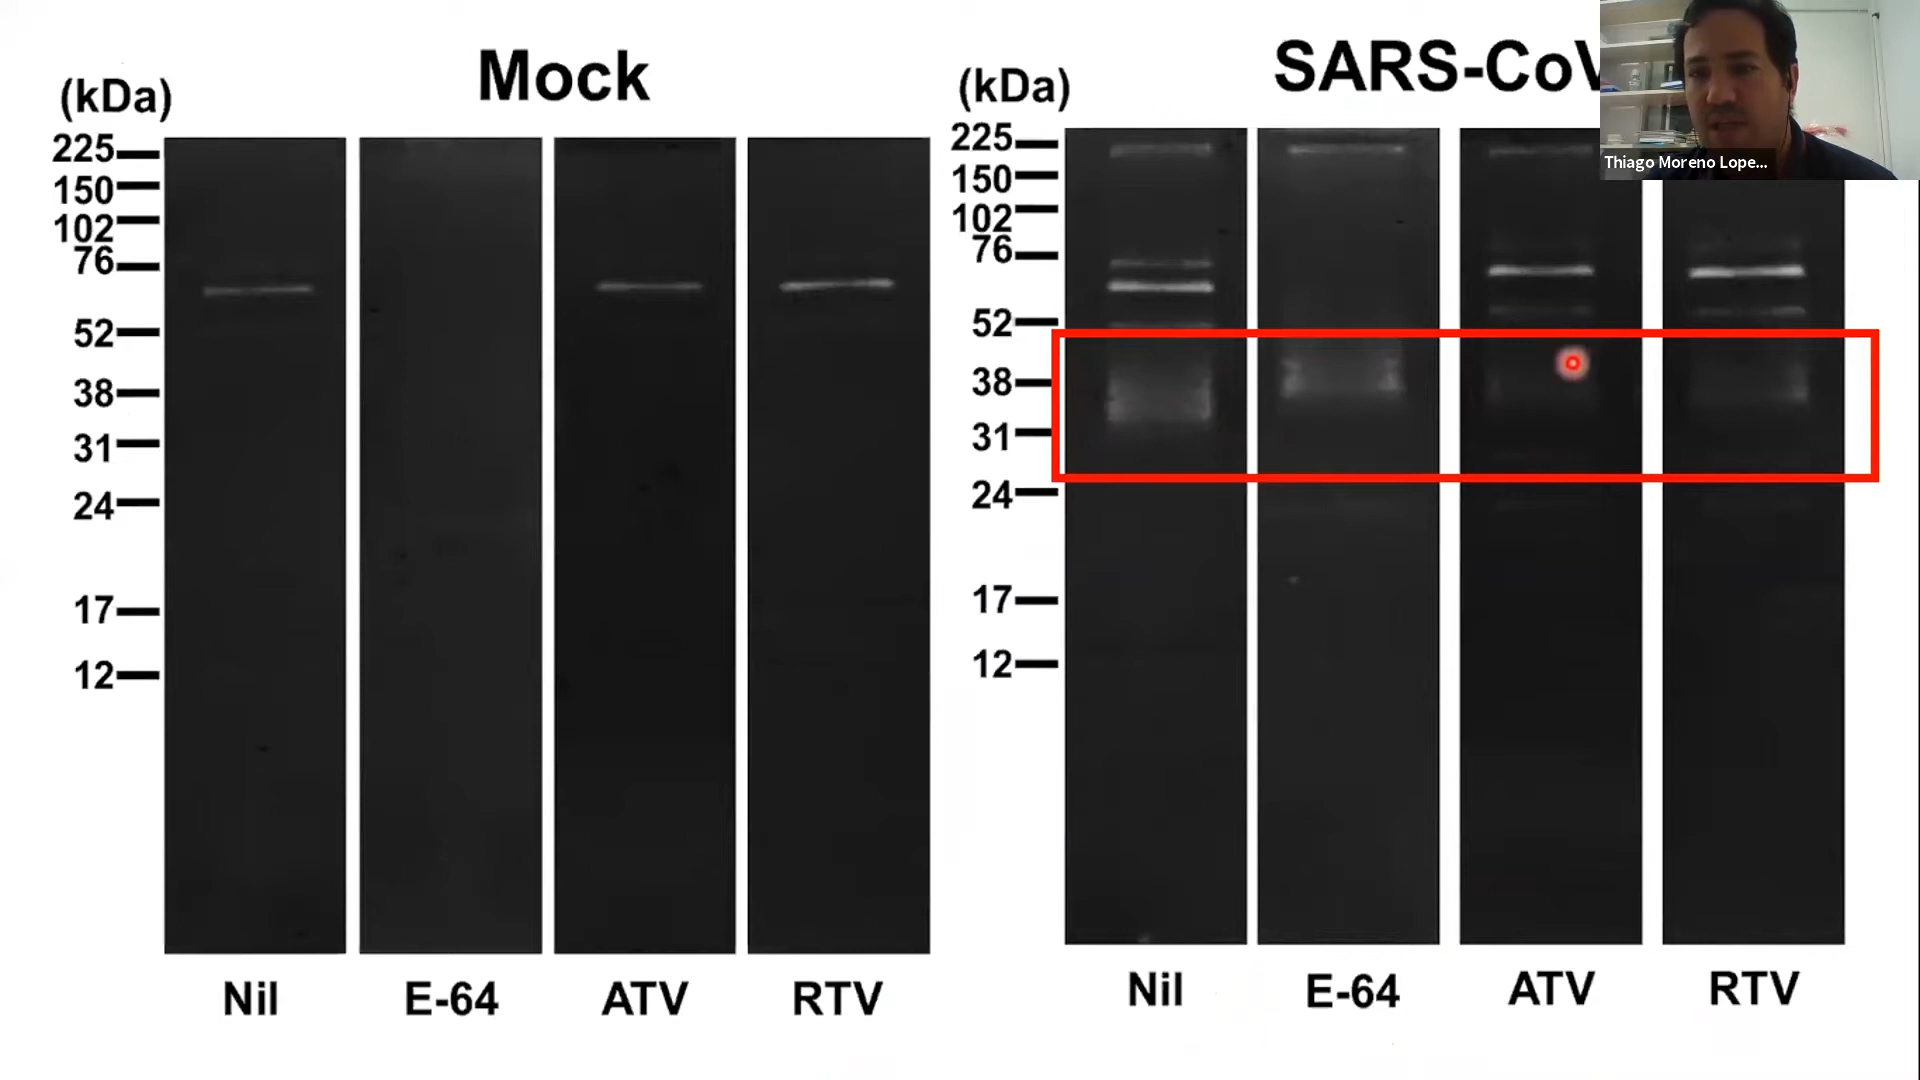 Mock
(kDa)
225
150
102
76
52
38
31
24
17
12
Nil
E-64
ATV
RTV
SARS-CoV
(kDa)
225
150
102
76
52
38
31
24
17
12
Nil
E-64
ATV
RTV
Thiago Moreno Lope...